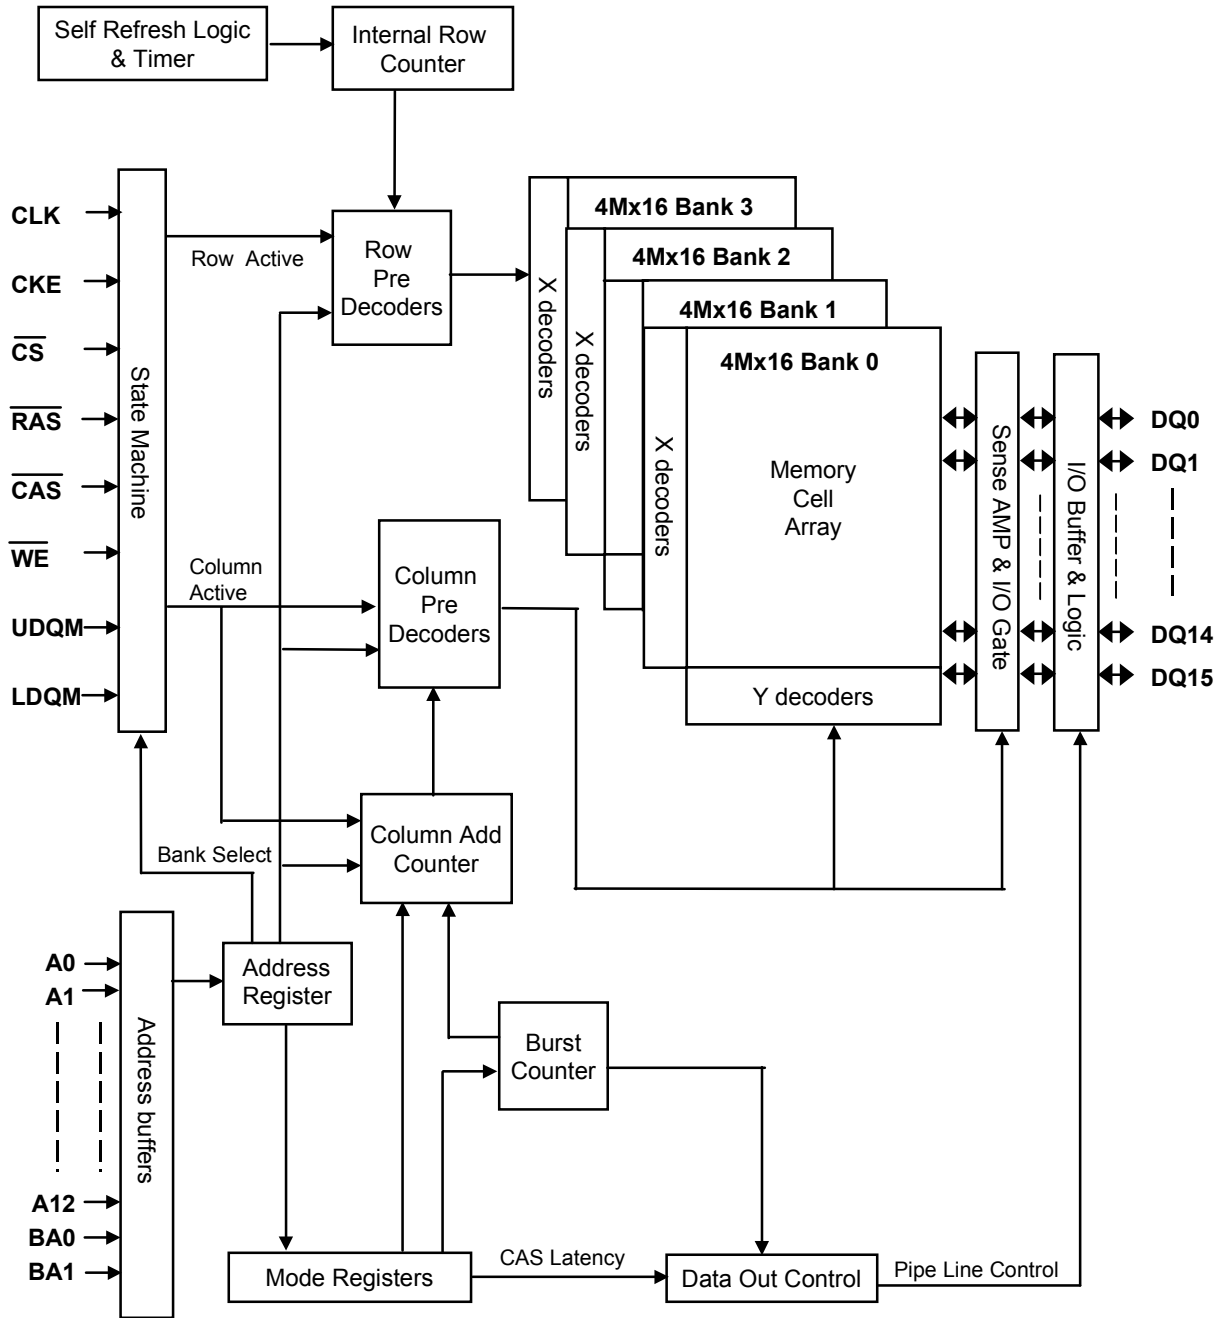 Self Refresh Logic
& Timer
Internal Row
Counter
CLK
CKE
CS
RAS
CAS
WE
UDQM
LDQM
State Machine
Row Active
Row
Pre
Decoders
Column
Active
Column
Pre
Decoders
X decoders
4Mx16 Bank 3
X decoders
4Mx16 Bank 2
4Mx16 Bank 1
X decoders
4Mx16 Bank 0
Memory
Cell
Array
Y decoders
Sense AMP & I/O Gate
I/O Buffer & Logic
DQ0
DQ1
DQ14
DQ15
Bank Select
Column Add
Counter
A0
A1
A12
BA0
BA1
Address buffers
Address
Register
Burst
Counter
Mode Registers
CAS Latency
Data Out Control
Pipe Line Control